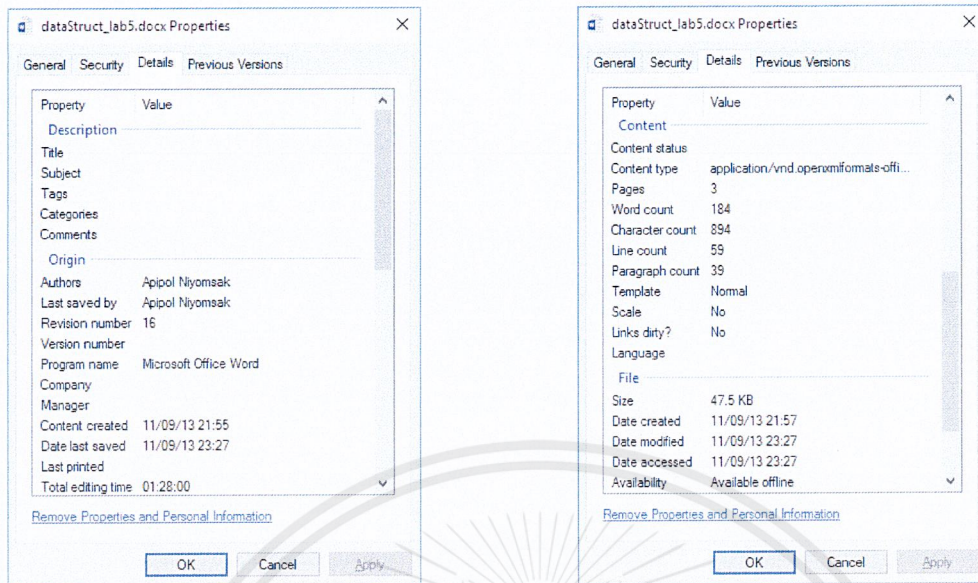 dataStruct_lab5.docx Properties
General Security Details Previous Versions
Property Value
Description
Title
Subject
Tags
Categories
Comments
Origin
Authors Apipol Niyomsak
Last saved by Apipol Niyomsak
Revision number 16
Version number
Program name Microsoft Office Word
Company
Manager
Content created 11/09/13 21:55
Date last saved 11/09/13 23:27
Last printed
Total editing time 01:28:00
Remove Properties and Personal Information
OK Cancel Apply
dataStruct_lab5.docx Properties
General Security Details Previous Versions
Property Value
Content
Content status
Content type application/vnd.openxmlformats-offi...
Pages 3
Word count 184
Character count 894
Line count 59
Paragraph count 39
Template Normal
Scale No
Links dirty? No
Language
File
Size 47.5 KB
Date created 11/09/13 21:57
Date modified 11/09/13 23:27
Date accessed 11/09/13 23:27
Availability Available offline
Remove Properties and Personal Information
OK Cancel Apply